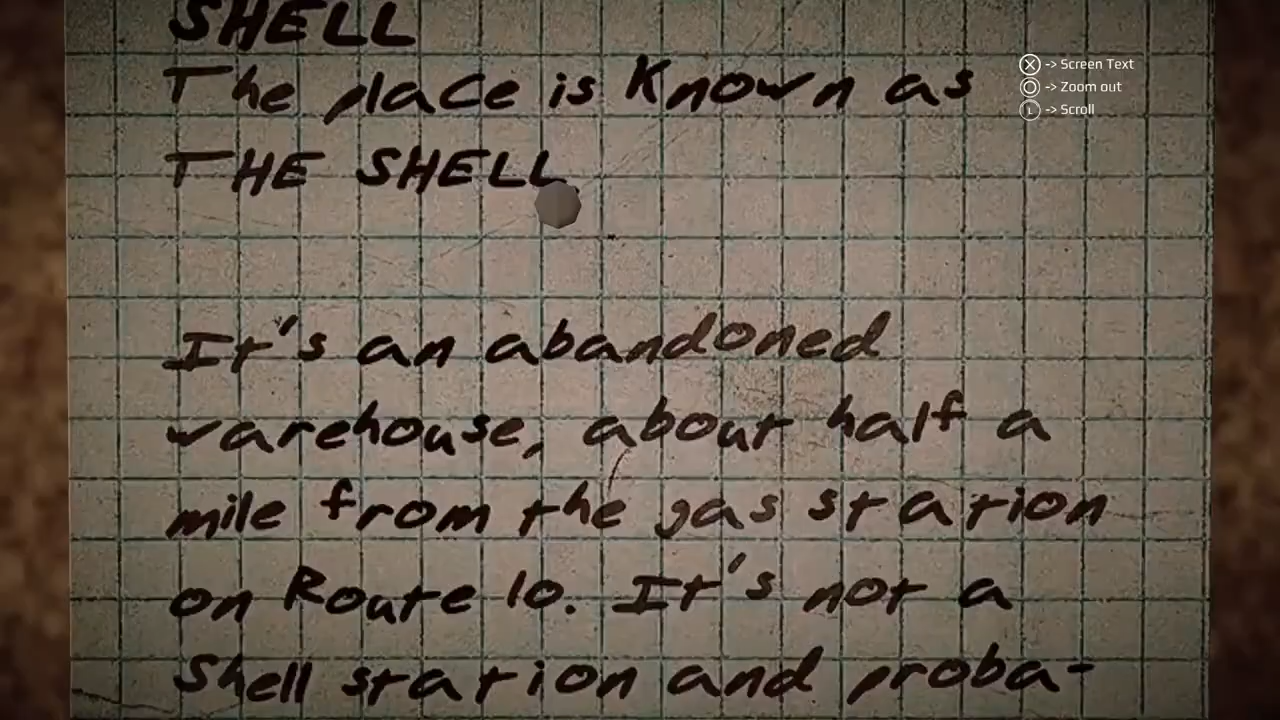 SHELL
The place is known as
THE SHELL.
It's an abandoned
warehouse, about half a
mile from the gas station
on Route 10. It's not a
Shell station and proba-
X -> Screen Text
O -> Zoom out
L -> Scroll